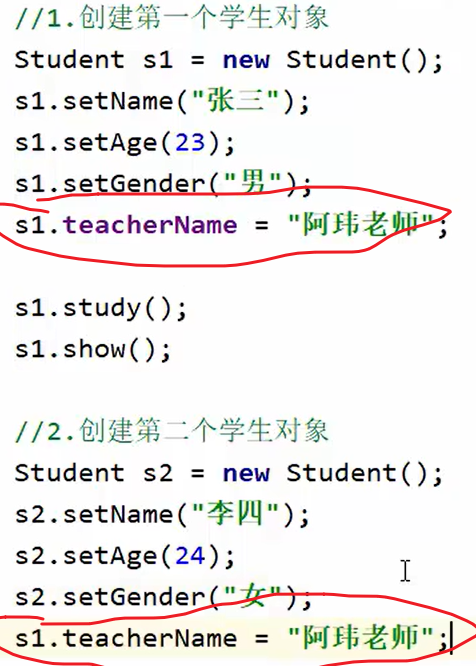 //1.创建第一个学生对象
Student s1 = new Student();
s1.setName("张三");
s1.setAge(23);
s1.setGender("男");
s1.teacherName = "阿玮老师";
s1.study();
s1.show();
//2.创建第二个学生对象
Student s2 = new Student();
s2.setName("李四");
s2.setAge(24);
s2.setGender("女");
s1.teacherName = "阿玮老师";